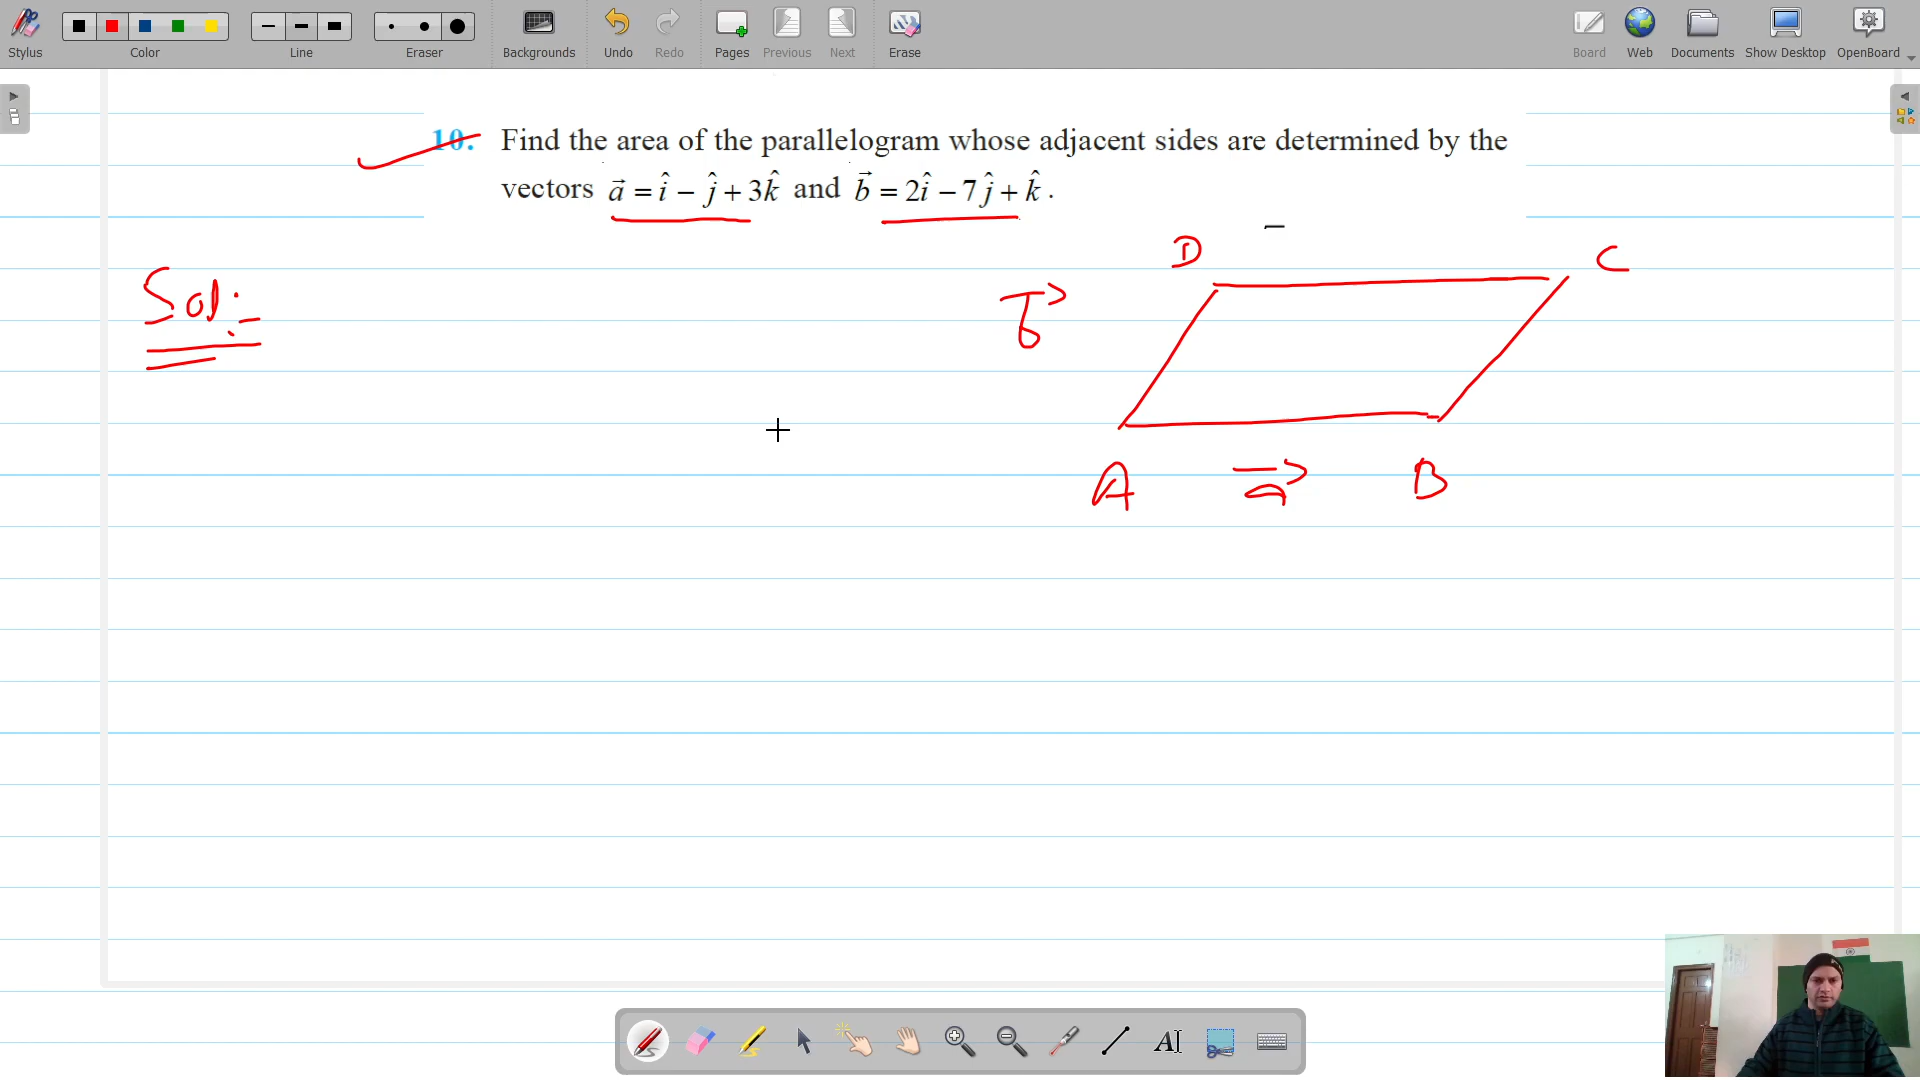 Stylus Color Line Eraser Backgrounds Undo Redo Pages Previous Next Erase Board Web Documents Show Desktop OpenBoard
10. Find the area of the parallelogram whose adjacent sides are determined by the
vectors a⃗ = î − ĵ + 3k̂ and b⃗ = 2î − 7ĵ + k̂ .
D C
Sol:-
b⃗
A a⃗ B